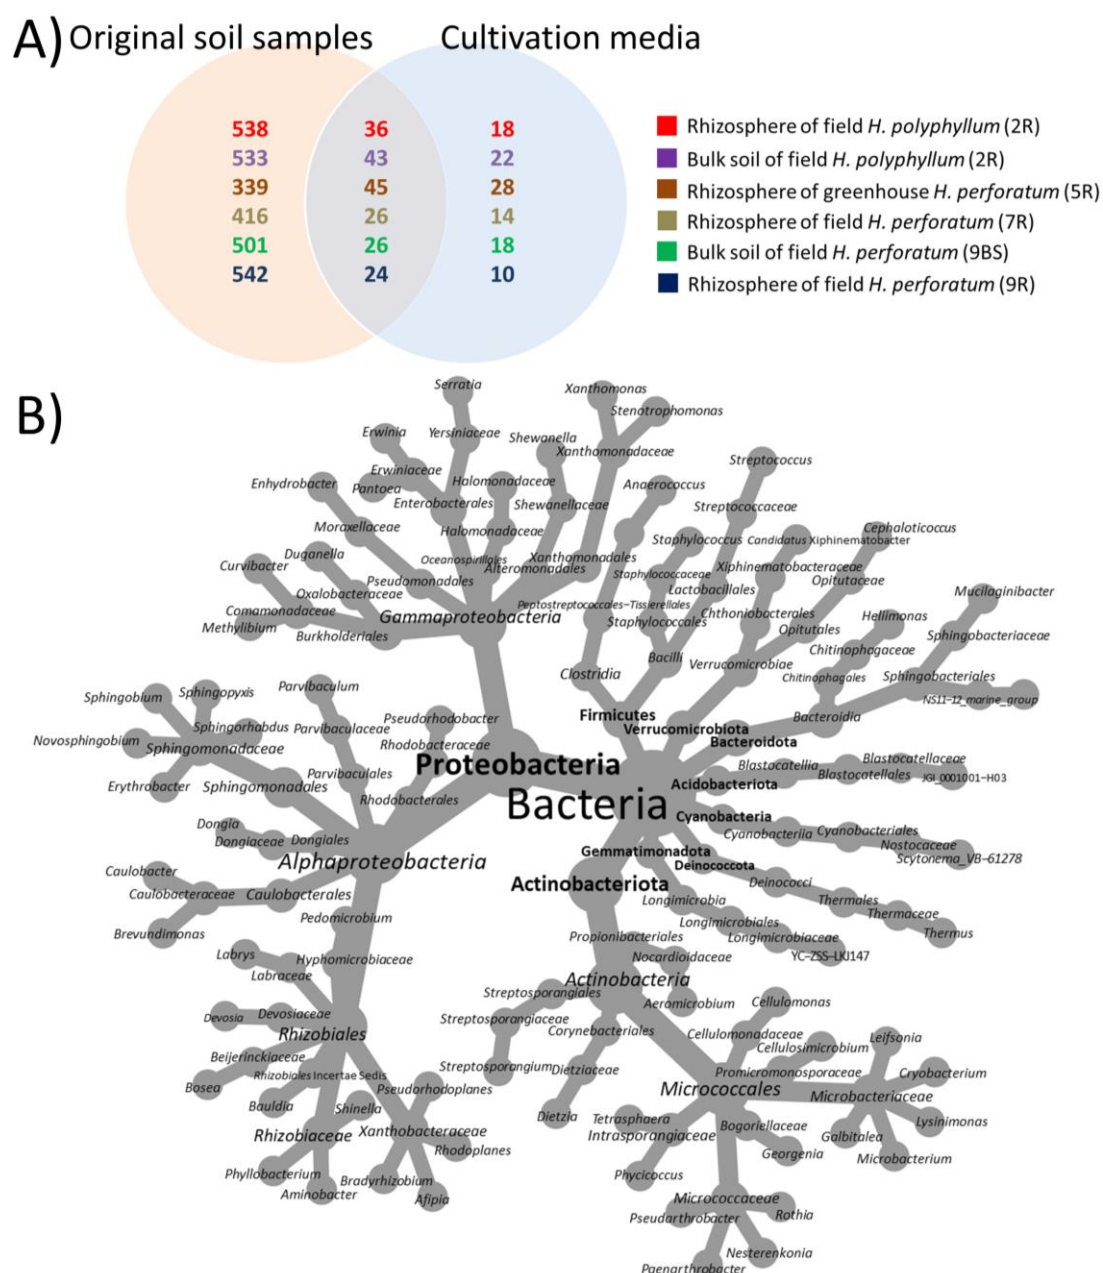 A) Original soil samples Cultivation media
538 36 18
533 43 22
339 45 28
416 26 14
501 26 18
542 24 10
Rhizosphere of field H. polyphyllum (2R)
Bulk soil of field H. polyphyllum (2R)
Rhizosphere of greenhouse H. perforatum (5R)
Rhizosphere of field H. perforatum (7R)
Bulk soil of field H. perforatum (9BS)
Rhizosphere of field H. perforatum (9R)
B)
Serratia
Xanthomonas
Stenotrophomonas
Erwinia
Yersiniaceae
Shewanella
Xanthomonadaceae
Streptococcus
Erwiniaceae
Enhydrobacter
Pantoea
Halomonadaceae
Anaerococcus
Enterobacterales
Shewanellaceae
Streptococcaceae
Moraxellaceae
Halomonadaceae
Staphylococcus
Candidatus Xiphinematobacter
Cephaloticoccus
Duganella
Curvibacter
Oceanospirillales
Alteromonadales
Xanthomonadales
Staphylococcaceae
Xiphinematobacteraceae
Opitutaceae
Pseudomonadales
Oxalobacteraceae
Lactobacillales
Mucilaginibacter
Comamonadaceae
Gammaproteobacteria
Peptostreptococcales-Tissierellales
Staphylococcales
Chthoniobacterales
Hellimonas
Methylibium
Burkholderiales
Opitutales
Sphingobacteriaceae
Chitinophagaceae
Clostridia
Bacilli
Verrucomicrobiae
Chitinophagales
Sphingobacteriales
Sphingobium
Sphingopyxis
Parvibaculum
NS11-12_marine_group
Firmicutes
Verrucomicrobiota
Bacteroidia
Pseudorhodobacter
Sphingorhabdus
Parvibaculaceae
Novosphingobium
Sphingomonadaceae
Rhodobacteraceae
Bacteroidota
Proteobacteria
Blastocatellia
Blastocatellaceae
Blastocatellales
JGI_0001001-H03
Erythrobacter
Sphingomonadales
Parvibaculales
Acidobacteriota
Rhodobacterales
Bacteria
Cyanobacteria
Dongia
Dongiaceae
Dongiales
Cyanobacteriia
Cyanobacteriales
Nostocaceae
Scytonema_VB-61278
Alphaproteobacteria
Gemmatimonadota
Deinococcota
Caulobacter
Actinobacteriota
Deinococci
Caulobacteraceae
Caulobacterales
Longimicrobia
Thermales
Thermaceae
Pedomicrobium
Longimicrobiales
Brevundimonas
Propionibacteriales
Longimicrobiaceae
Thermus
Labrys
Hyphomicrobiaceae
Nocardioidaceae
YC-ZSS-LKJ147
Labraceae
Actinobacteria
Streptosporangiales
Aeromicrobium
Cellulomonas
Devosia
Devosiaceae
Streptosporangiaceae
Corynebacteriales
Cellulomonadaceae
Rhizobiales
Cellulosimicrobium
Leifsonia
Beijerinckiaceae
Streptosporangium
Dietziaceae
Promicromonosporaceae
Cryobacterium
Rhizobiales Incertae Sedis
Bosea
Pseudorhodoplanes
Micrococcales
Microbacteriaceae
Bauldia
Shinella
Dietzia
Tetrasphaera
Lysinimonas
Rhizobiaceae
Xanthobacteraceae
Intrasporangiaceae
Bogoriellaceae
Galbitalea
Rhodoplanes
Georgenia
Microbacterium
Phyllobacterium
Bradyrhizobium
Phycicoccus
Aminobacter
Afipia
Micrococcaceae
Pseudarthrobacter
Rothia
Nesterenkonia
Paenarthrobacter